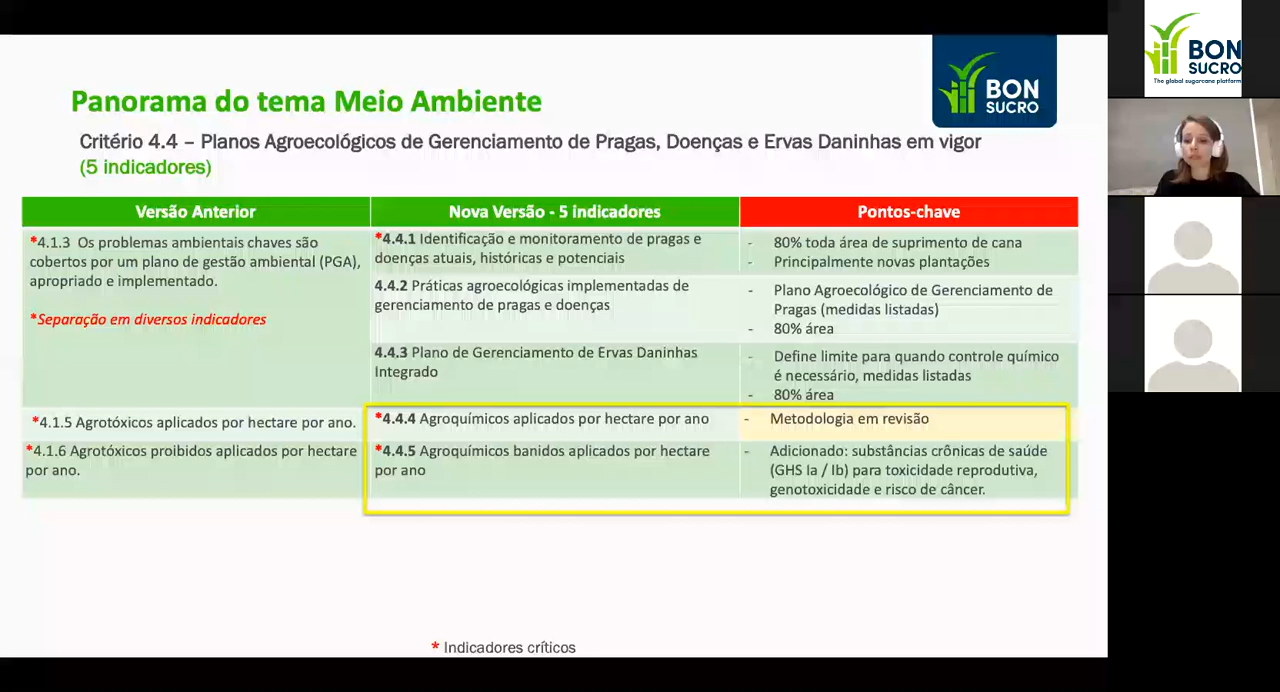 BON
SUCRO
Panorama do tema Meio Ambiente
Critério 4.4 – Planos Agroecológicos de Gerenciamento de Pragas, Doenças e Ervas Daninhas em vigor
(5 indicadores)
Versão Anterior
Nova Versão - 5 indicadores
Pontos-chave
*4.1.3 Os problemas ambientais chaves são
cobertos por um plano de gestão ambiental (PGA),
apropriado e implementado.
*Separação em diversos indicadores
*4.4.1 Identificação e monitoramento de pragas e
doenças atuais, históricas e potenciais
- 80% toda área de suprimento de cana
- Principalmente novas plantações
4.4.2 Práticas agroecológicas implementadas de
gerenciamento de pragas e doenças
- Plano Agroecológico de Gerenciamento de
Pragas (medidas listadas)
- 80% área
4.4.3 Plano de Gerenciamento de Ervas Daninhas
Integrado
- Define limite para quando controle químico
é necessário, medidas listadas
- 80% área
*4.1.5 Agrotóxicos aplicados por hectare por ano.
*4.4.4 Agroquímicos aplicados por hectare por ano
- Metodologia em revisão
*4.1.6 Agrotóxicos proibidos aplicados por hectare
por ano.
*4.4.5 Agroquímicos banidos aplicados por hectare
por ano
- Adicionado: substâncias crônicas de saúde
(GHS Ia / Ib) para toxicidade reprodutiva,
genotoxicidade e risco de câncer.
* Indicadores críticos
BON
SUCRO
The global sugarcane platform